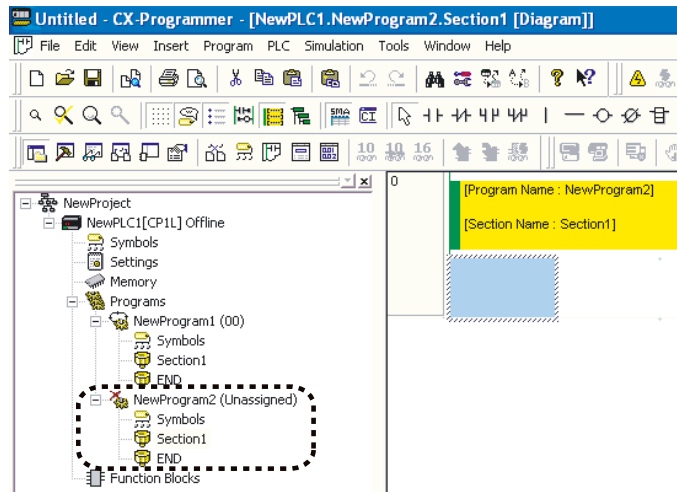 Untitled - CX-Programmer - [NewPLC1.NewProgram2.Section1 [Diagram]]
File Edit View Insert Program PLC Simulation Tools Window Help
SMA
CI
10 10 16
0
[Program Name : NewProgram2]
[Section Name : Section1]
NewProject
NewPLC1[CP1L] Offline
Symbols
Settings
Memory
Programs
NewProgram1 (00)
Symbols
Section1
END
NewProgram2 (Unassigned)
Symbols
Section1
END
Function Blocks